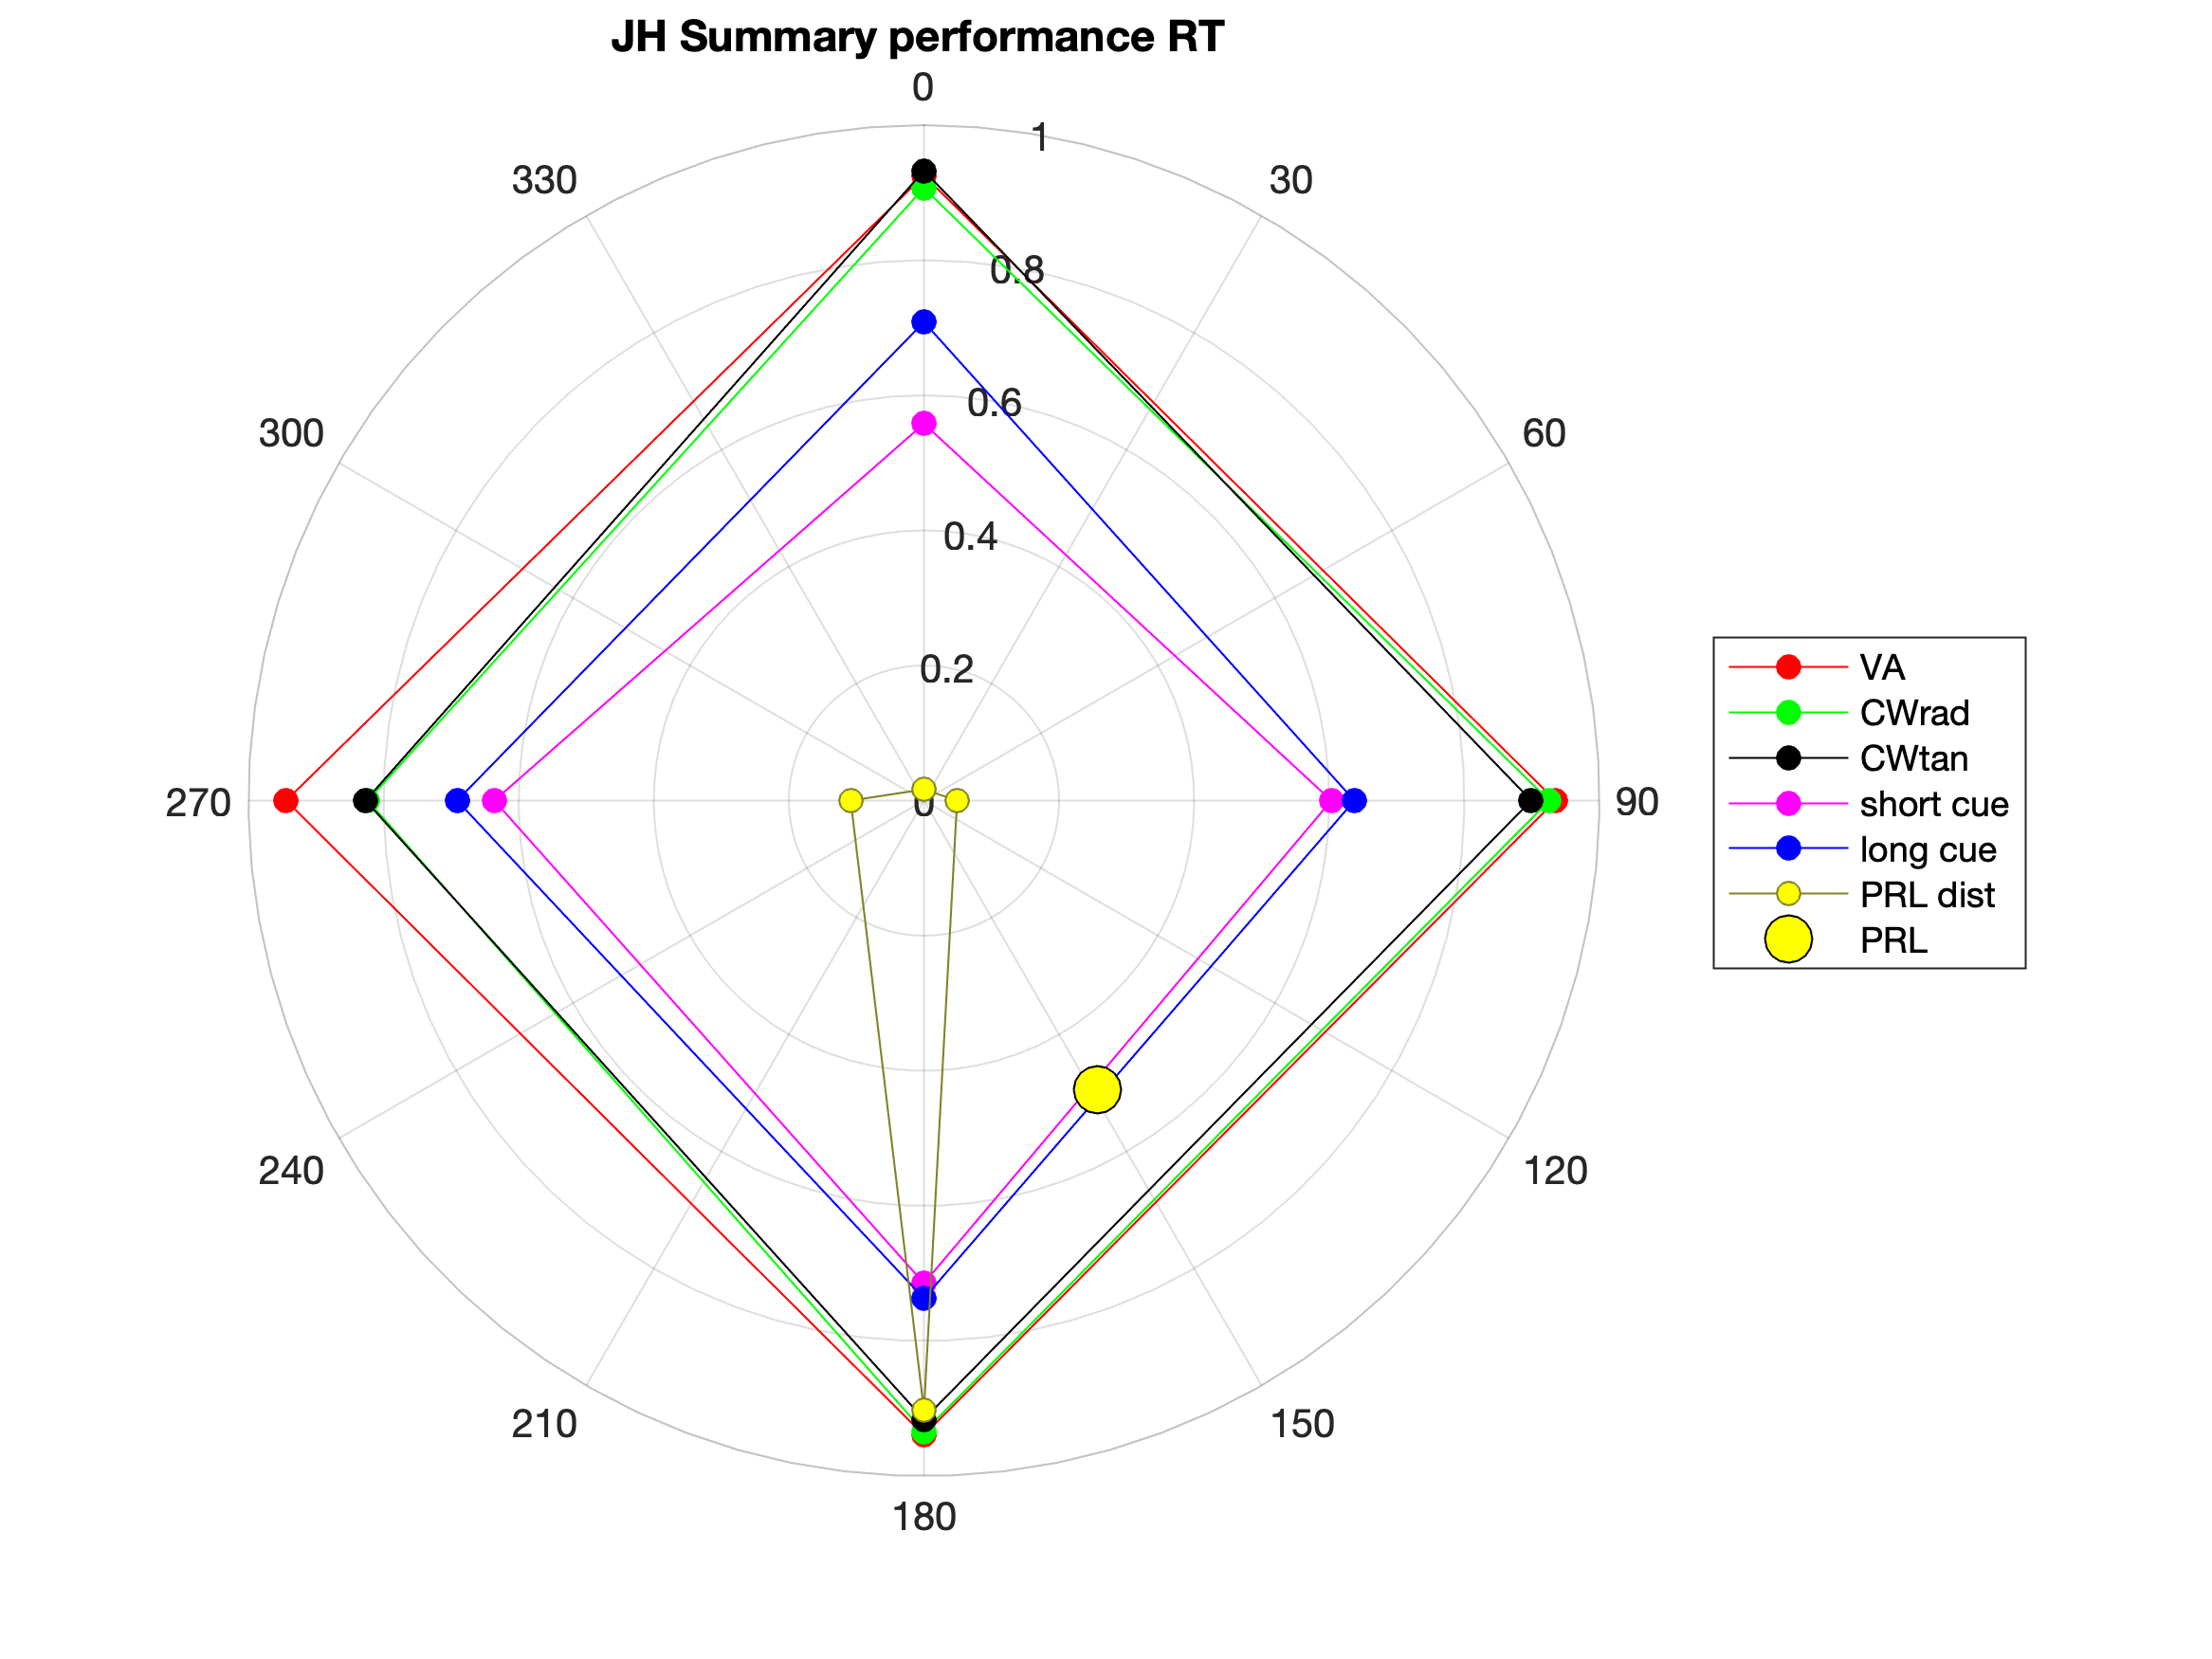 JH Summary performance RT
0
1
330
30
0.8
0.6
300
60
0.4
0.2
270
0
90
240
120
210
150
180
VA
CWrad
CWtan
short cue
long cue
PRL dist
PRL